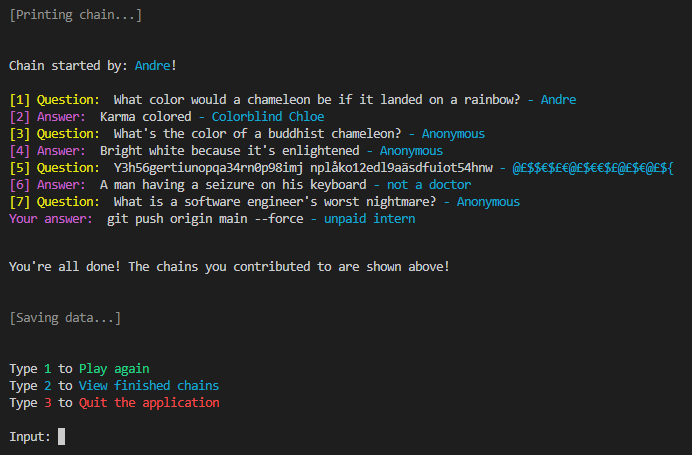 [Printing chain...]
Chain started by: Andre!
[1] Question: What color would a chameleon be if it landed on a rainbow? - Andre
[2] Answer: Karma colored - Colorblind Chloe
[3] Question: What's the color of a buddhist chameleon? - Anonymous
[4] Answer: Bright white because it's enlightened - Anonymous
[5] Question: Y3h56gertiunopqa34rn0p98imj nplåko12edl9aäsdfuiot54hnw - @£$$€$£€@£$€€$£@£$€@£${
[6] Answer: A man having a seizure on his keyboard - not a doctor
[7] Question: What is a software engineer's worst nightmare? - Anonymous
Your answer: git push origin main --force - unpaid intern
You're all done! The chains you contributed to are shown above!
[Saving data...]
Type 1 to Play again
Type 2 to View finished chains
Type 3 to Quit the application
Input: